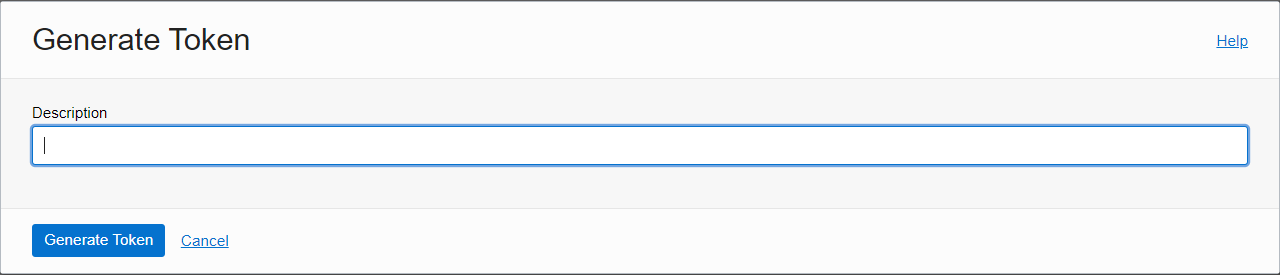 Generate Token
Help
Description
Generate Token
Cancel